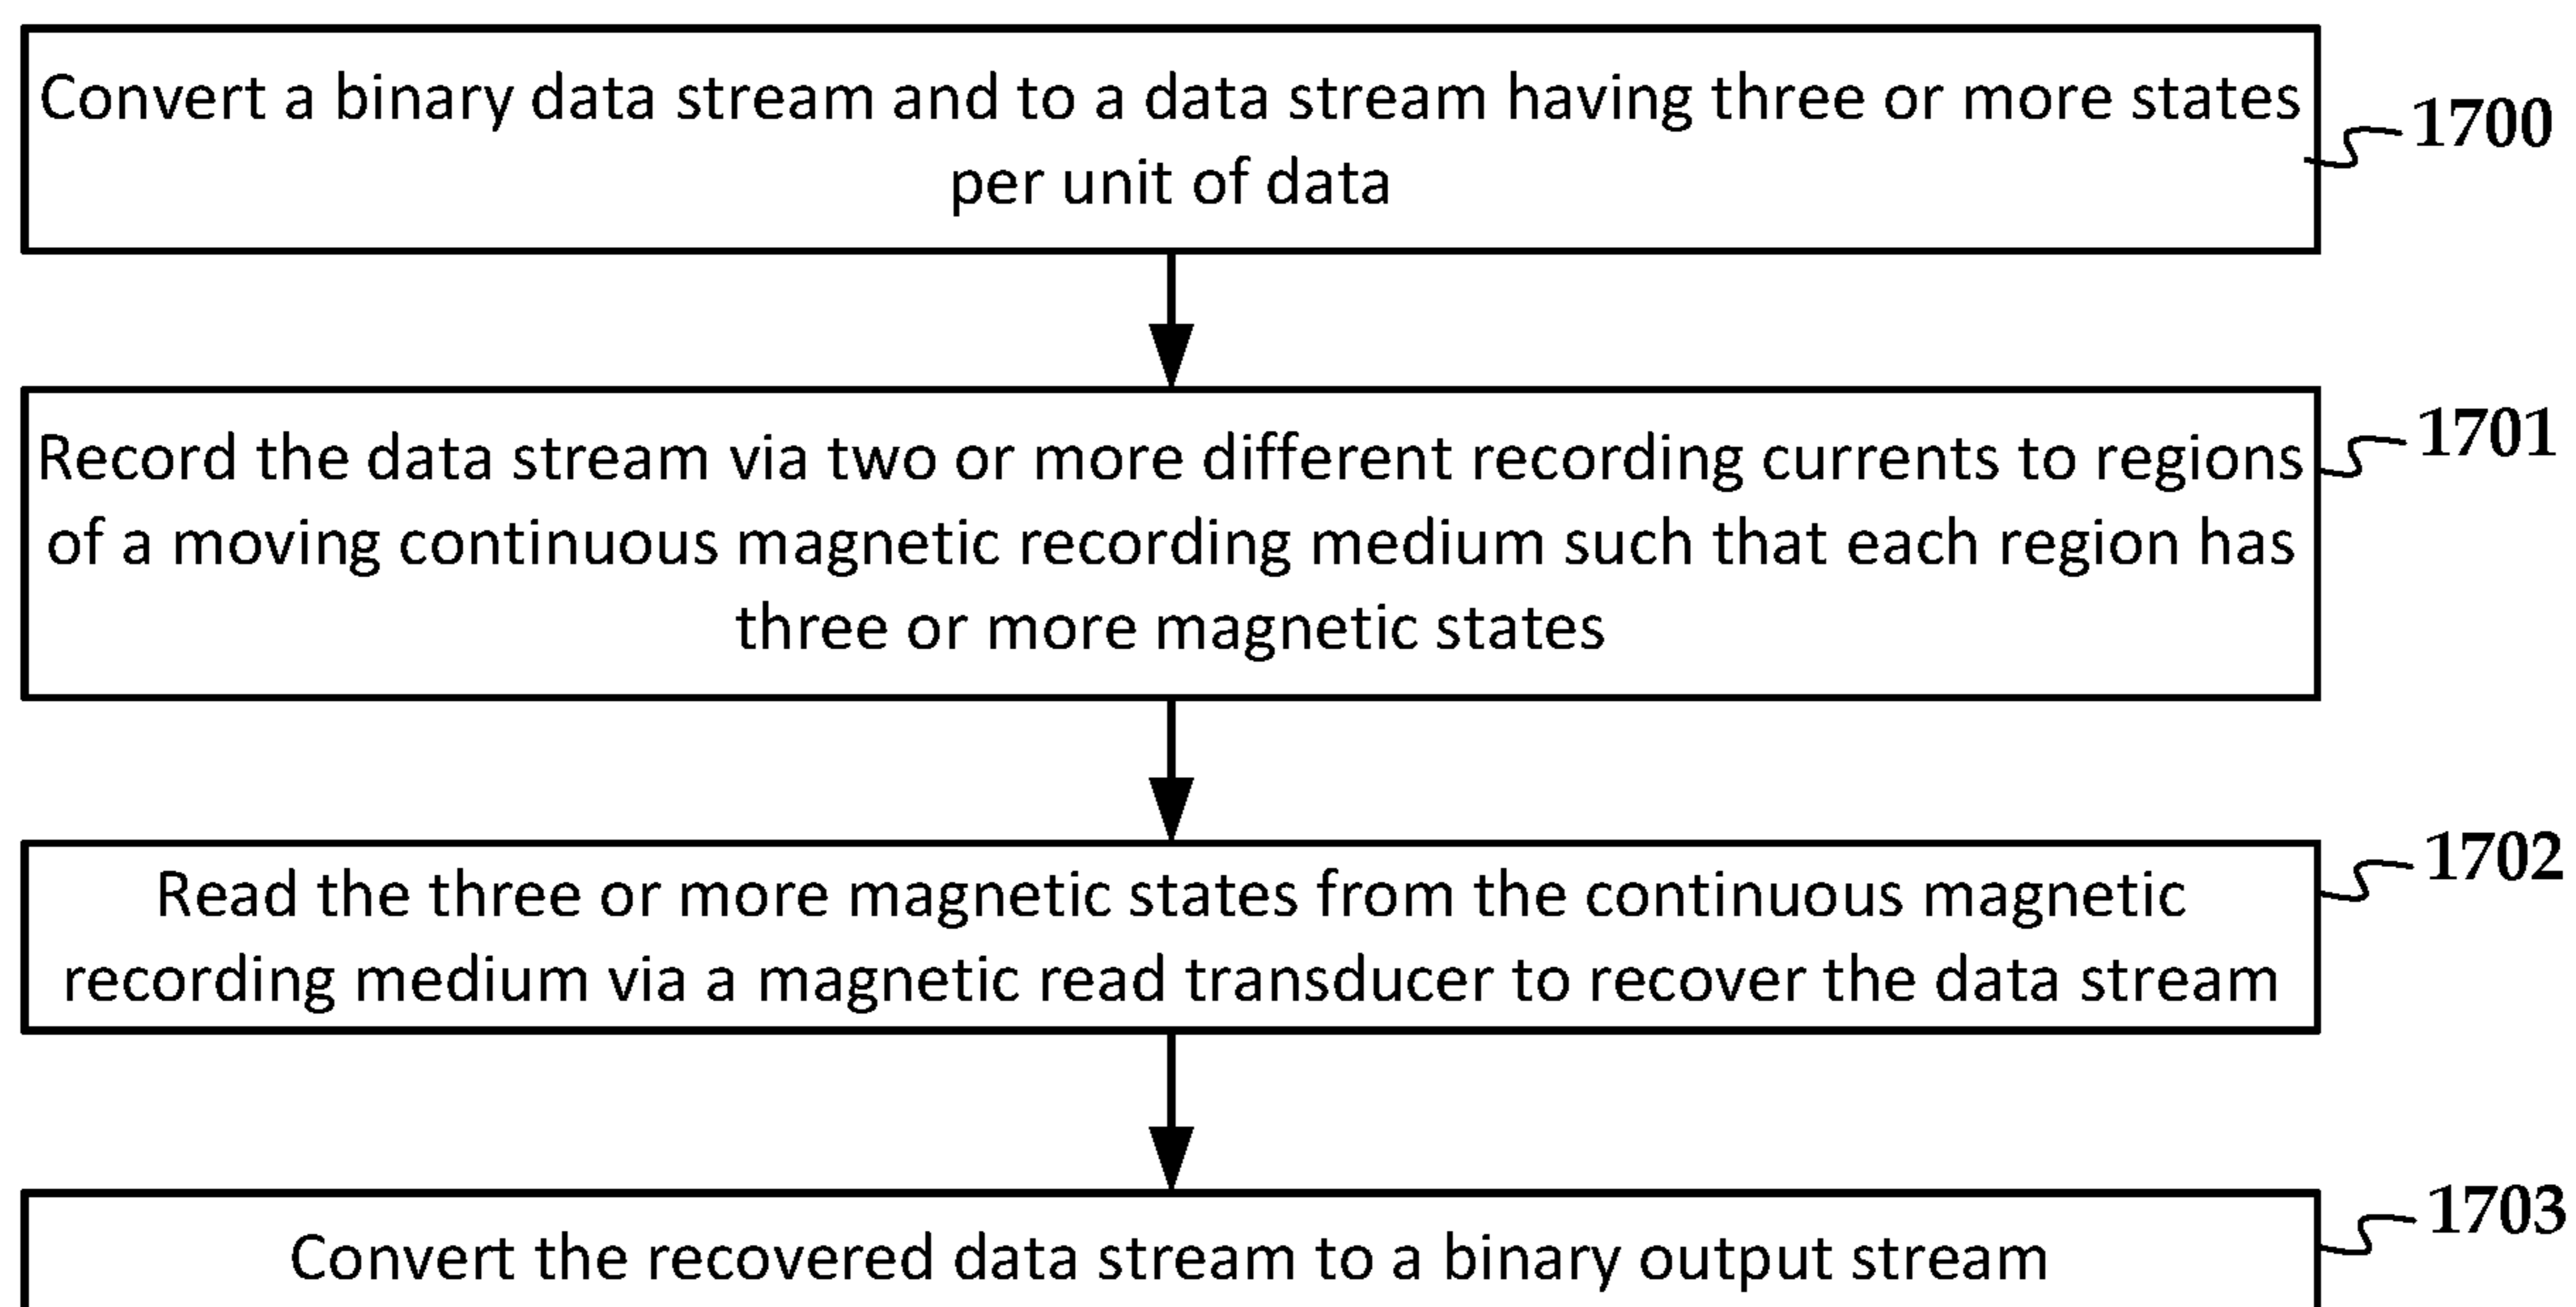 Convert a binary data stream and to a data stream having three or more states
per unit of data
1700
Record the data stream via two or more different recording currents to regions
of a moving continuous magnetic recording medium such that each region has
three or more magnetic states
1701
Read the three or more magnetic states from the continuous magnetic
recording medium via a magnetic read transducer to recover the data stream
1702
Convert the recovered data stream to a binary output stream
1703